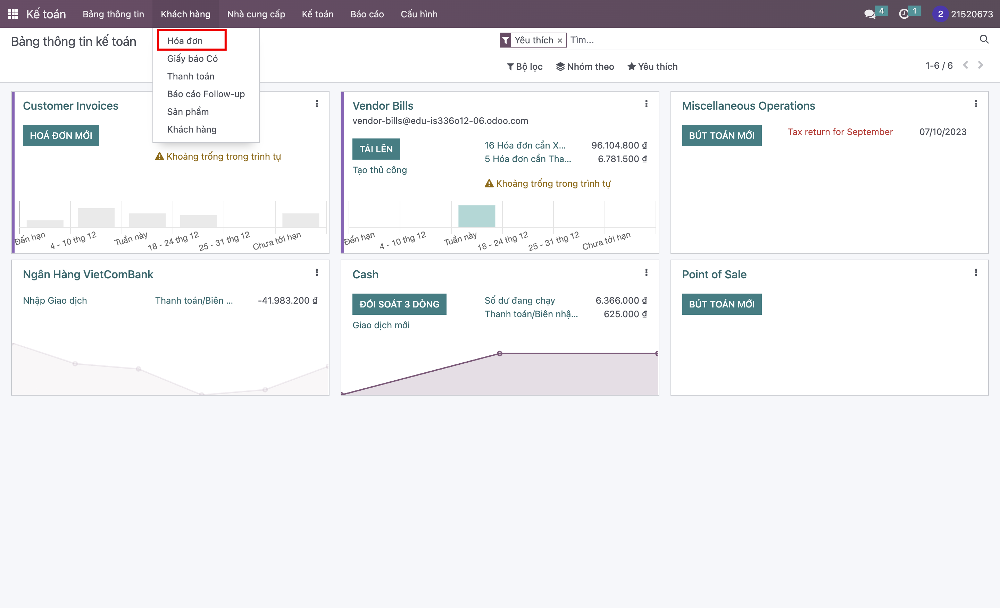 Kế toán Bảng thông tin Khách hàng Nhà cung cấp Kế toán Báo cáo Cấu hình 4 1 2 21520673
Bảng thông tin kế toán
Yêu thích × Tìm...
Bộ lọc Nhóm theo Yêu thích 1-6 / 6
Hóa đơn
Giấy báo Có
Thanh toán
Báo cáo Follow-up
Sản phẩm
Khách hàng
Customer Invoices
HOÁ ĐƠN MỚI
Khoảng trống trong trình tự
Đến hạn 4 - 10 thg 12 Tuần này 18 - 24 thg 12 25 - 31 thg 12 Chưa tới hạn
Vendor Bills
vendor-bills@edu-is336o12-06.odoo.com
TẢI LÊN 16 Hóa đơn cần X... 96.104.800 ₫
5 Hóa đơn cần Tha... 6.781.500 ₫
Tạo thủ công
Khoảng trống trong trình tự
Đến hạn 4 - 10 thg 12 Tuần này 18 - 24 thg 12 25 - 31 thg 12 Chưa tới hạn
Miscellaneous Operations
BÚT TOÁN MỚI Tax return for September 07/10/2023
Ngân Hàng VietComBank
Nhập Giao dịch Thanh toán/Biên ... -41.983.200 ₫
Cash
ĐỐI SOÁT 3 DÒNG Số dư đang chạy 6.366.000 ₫
Thanh toán/Biên nhậ... 625.000 ₫
Giao dịch mới
Point of Sale
BÚT TOÁN MỚI